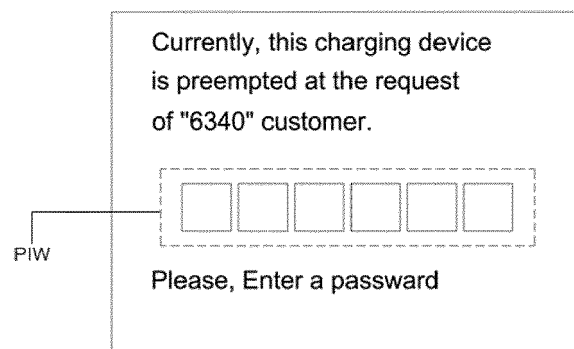 Currently, this charging device
is preempted at the request
of "6340" customer.
PIW
Please, Enter a passward